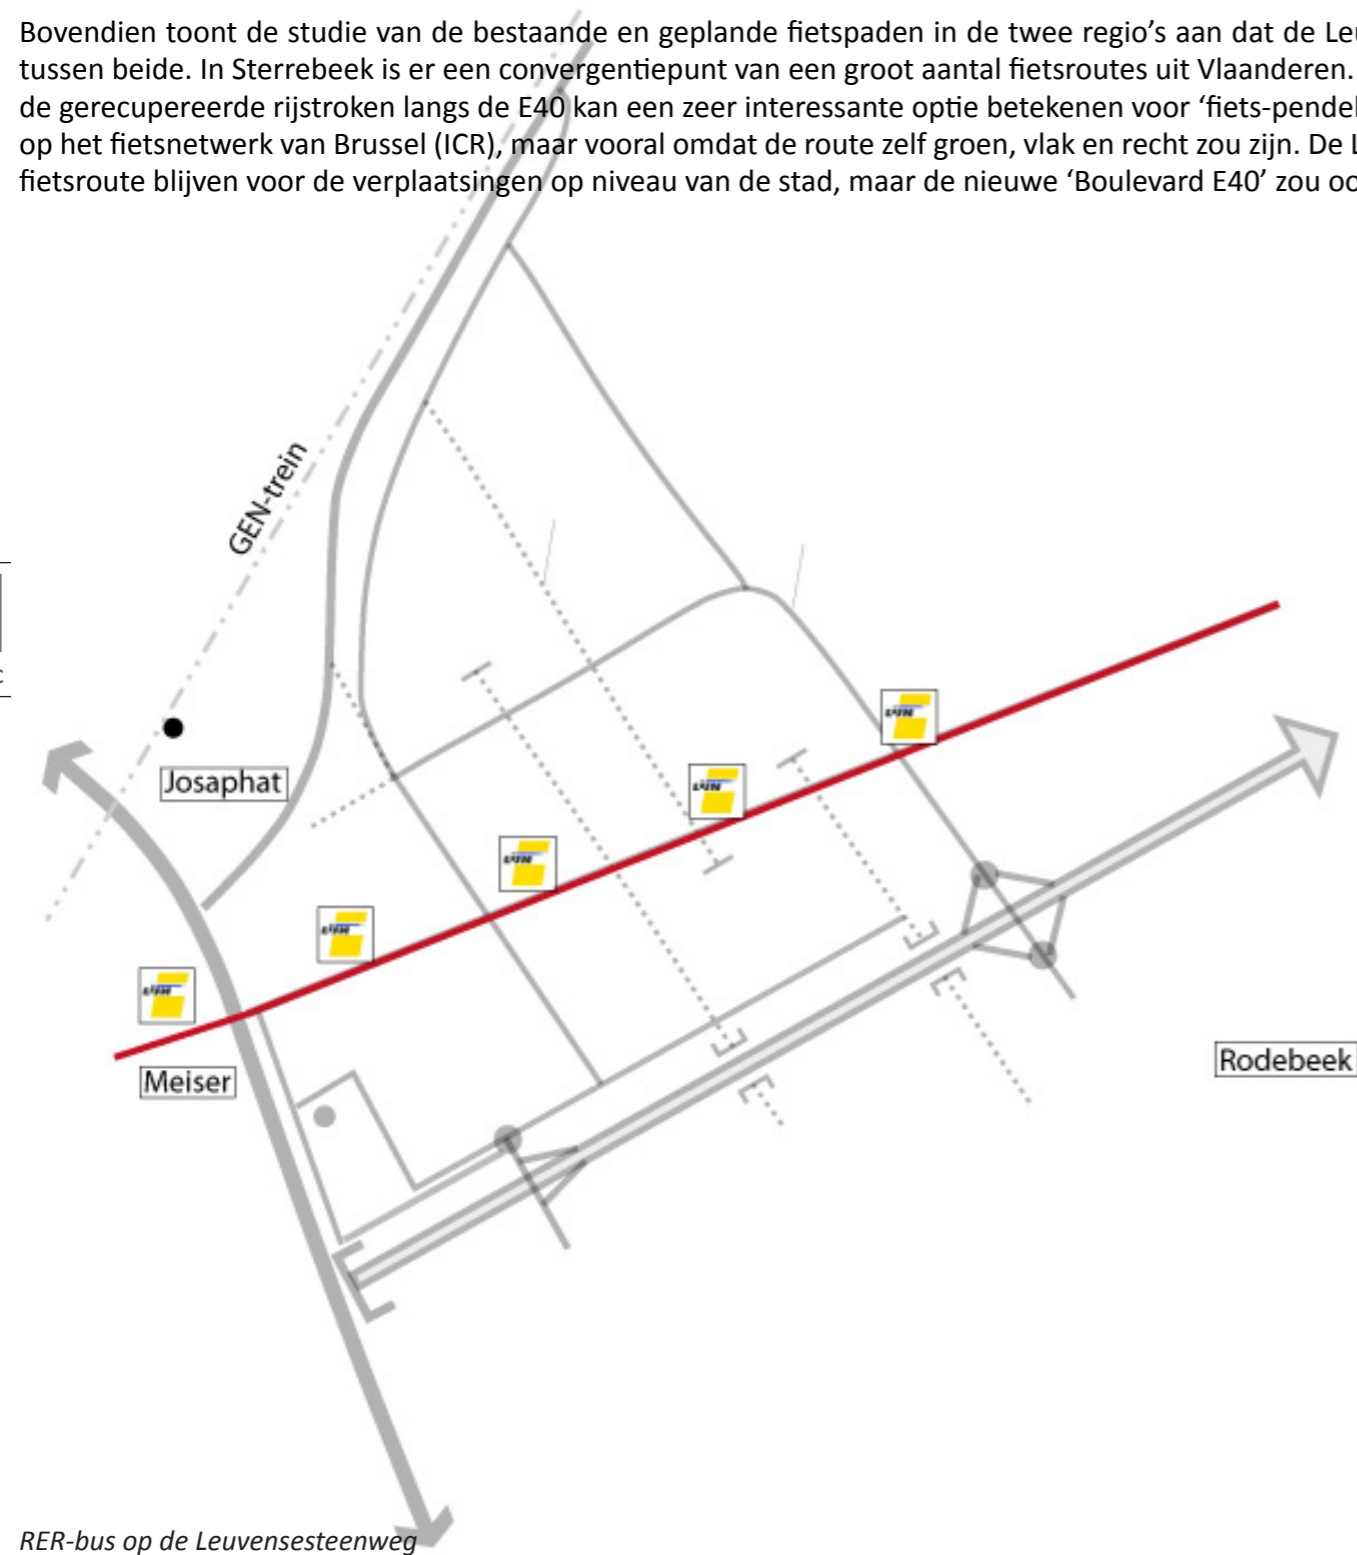 Bovendien toont de studie van de bestaande en geplande fietspaden in de twee regio’s aan dat de Leu
tussen beide. In Sterrebeek is er een convergentiepunt van een groot aantal fietsroutes uit Vlaanderen.
de gerecupereerde rijstroken langs de E40 kan een zeer interessante optie betekenen voor ‘fiets-pendel
op het fietsnetwerk van Brussel (ICR), maar vooral omdat de route zelf groen, vlak en recht zou zijn. De L
fietsroute blijven voor de verplaatsingen op niveau van de stad, maar de nieuwe ‘Boulevard E40’ zou oo
GEN-trein
Josaphat
Meiser
Rodebeek
RER-bus op de Leuvensesteenweg